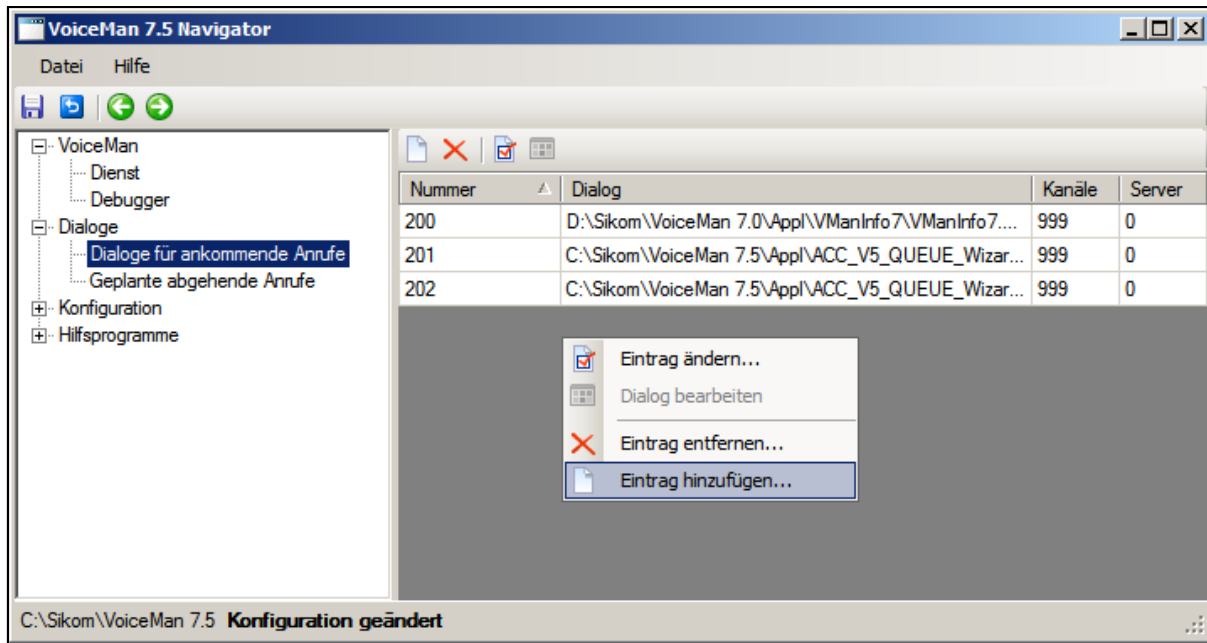 VoiceMan 7.5 Navigator
Datei Hilfe
VoiceMan
Dienst
Debugger
Dialoge
Dialoge für ankommende Anrufe
Geplante abgehende Anrufe
Konfiguration
Hilfsprogramme
Nummer Dialog Kanäle Server
200 D:\Sikom\VoiceMan 7.0\Appl\VManInfo7\VManInfo7.... 999 0
201 C:\Sikom\VoiceMan 7.5\Appl\ACC_V5_QUEUE_Wizar... 999 0
202 C:\Sikom\VoiceMan 7.5\Appl\ACC_V5_QUEUE_Wizar... 999 0
Eintrag ändern...
Dialog bearbeiten
Eintrag entfernen...
Eintrag hinzufügen...
C:\Sikom\VoiceMan 7.5 Konfiguration geändert